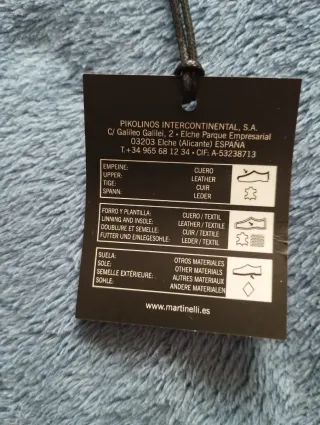 PIKOLINOS INTERCONTINENTAL, S.A.
C/ Galileo Galilei, 2 • Elche Parque Empresarial
03203 Elche (Alicante) ESPAÑA
T.+34 965 68 12 34 • CIF: A-53238713
EMPEINE: CUERO
UPPER: LEATHER
TIGE: CUIR
SPANN: LEDER
FORRO Y PLANTILLA: CUERO / TEXTIL
LINNING AND INSOLE: LEATHER / TEXTILE
DOUBLURE ET SEMELLE: CUIR / TEXTILE
FUTTER UND EINLEGESOHLE: LEDER / TEXTIL
SUELA: OTROS MATERIALES
SOLE: OTHER MATERIALS
SEMELLE EXTÉRIEURE: AUTRES MATERIAUX
SÖHLE: ANDERE MATERIALEN
www.martinelli.es